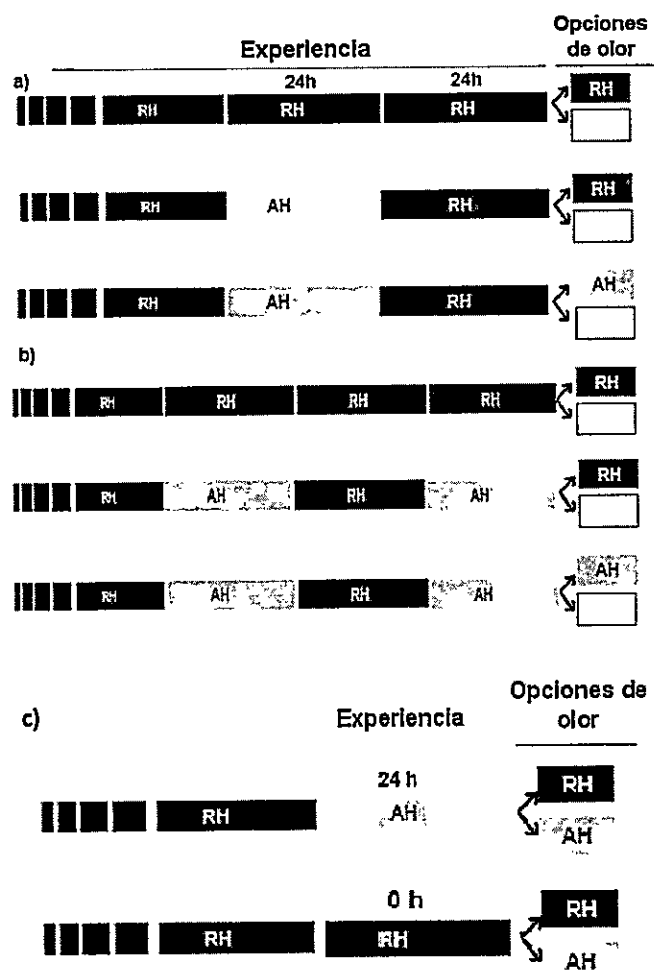 Opciones
Experiencia de olor
a) 24h 24h
RH RH RH RH
RH AH RH RH
RH AH RH AH
b)
RH RH RH RH RH
RH AH RH AH RH
RH AH RH AH AH
Opciones de
c) Experiencia olor
24 h
RH AH RH
AH
0 h
RH RH RH
AH